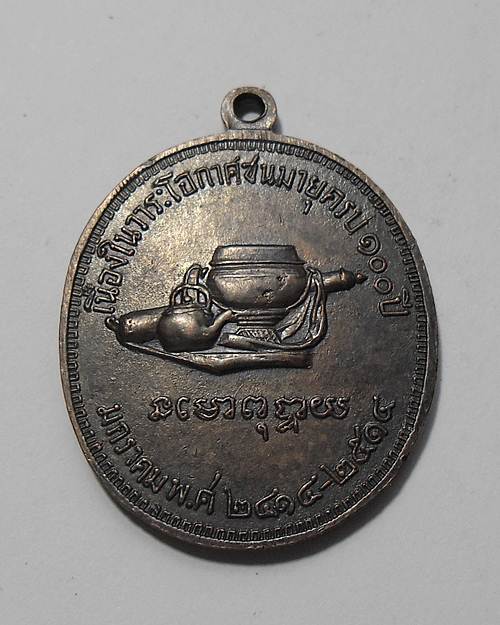 เนื่องในวาระโอกาศชนมายุครบ ๑๐๐ ปี
มกราคม พ.ศ ๒๔๑๔-๒๕๑๔